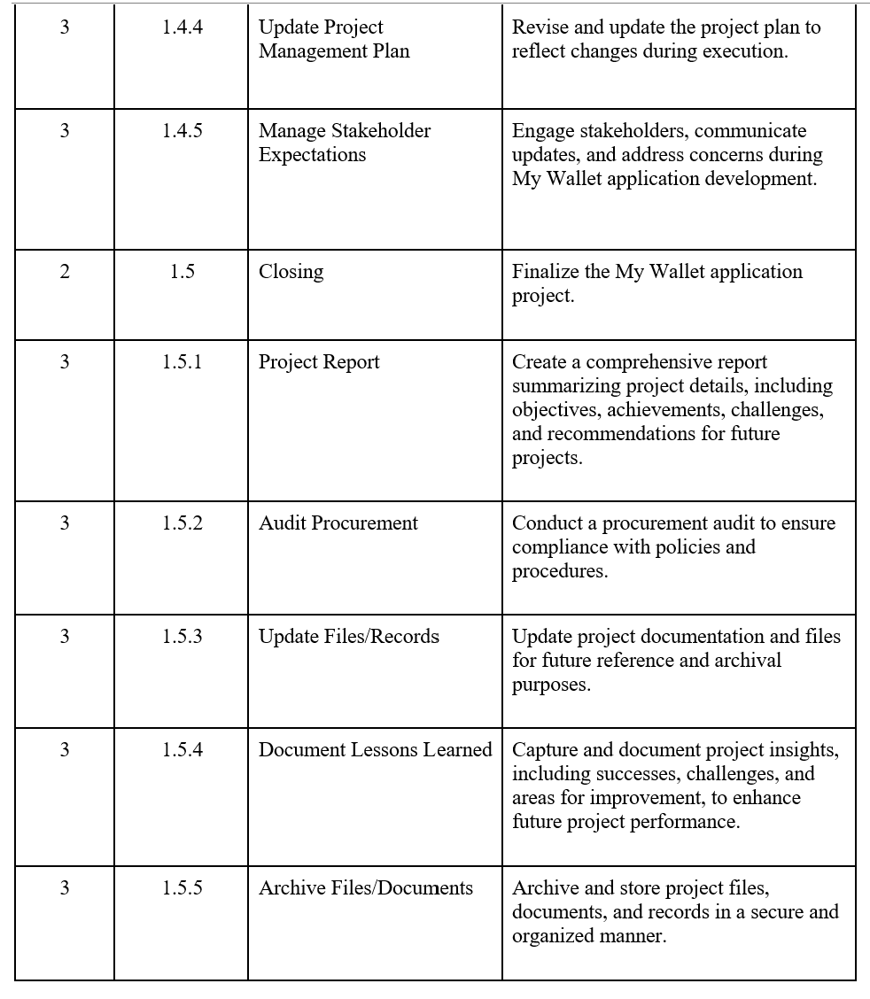 3 1.4.4 Update Project Revise and update the project plan to
Management Plan reflect changes during execution.
3 1.4.5 Manage Stakeholder Engage stakeholders, communicate
Expectations updates, and address concerns during
My Wallet application development.
2 1.5 Closing Finalize the My Wallet application
project.
3 1.5.1 Project Report Create a comprehensive report
summarizing project details, including
objectives, achievements, challenges,
and recommendations for future
projects.
3 1.5.2 Audit Procurement Conduct a procurement audit to ensure
compliance with policies and
procedures.
3 1.5.3 Update Files/Records Update project documentation and files
for future reference and archival
purposes.
3 1.5.4 Document Lessons Learned Capture and document project insights,
including successes, challenges, and
areas for improvement, to enhance
future project performance.
3 1.5.5 Archive Files/Documents Archive and store project files,
documents, and records in a secure and
organized manner.